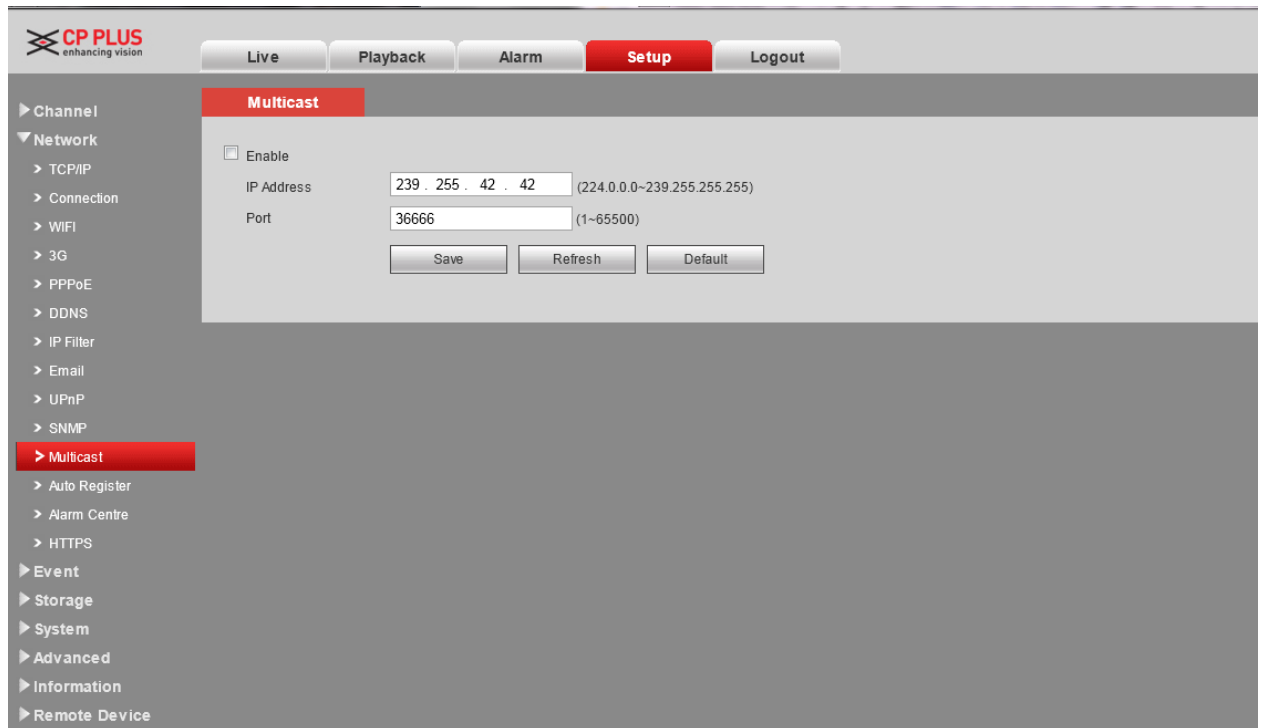 CP PLUS
enhancing vision
Live Playback Alarm Setup Logout
Channel
Network
TCP/IP
Connection
WIFI
3G
PPPoE
DDNS
IP Filter
Email
UPnP
SNMP
Multicast
Auto Register
Alarm Centre
HTTPS
Event
Storage
System
Advanced
Information
Remote Device
Multicast
Enable
IP Address 239 . 255 . 42 . 42 (224.0.0.0~239.255.255.255)
Port 36666 (1~65500)
Save Refresh Default